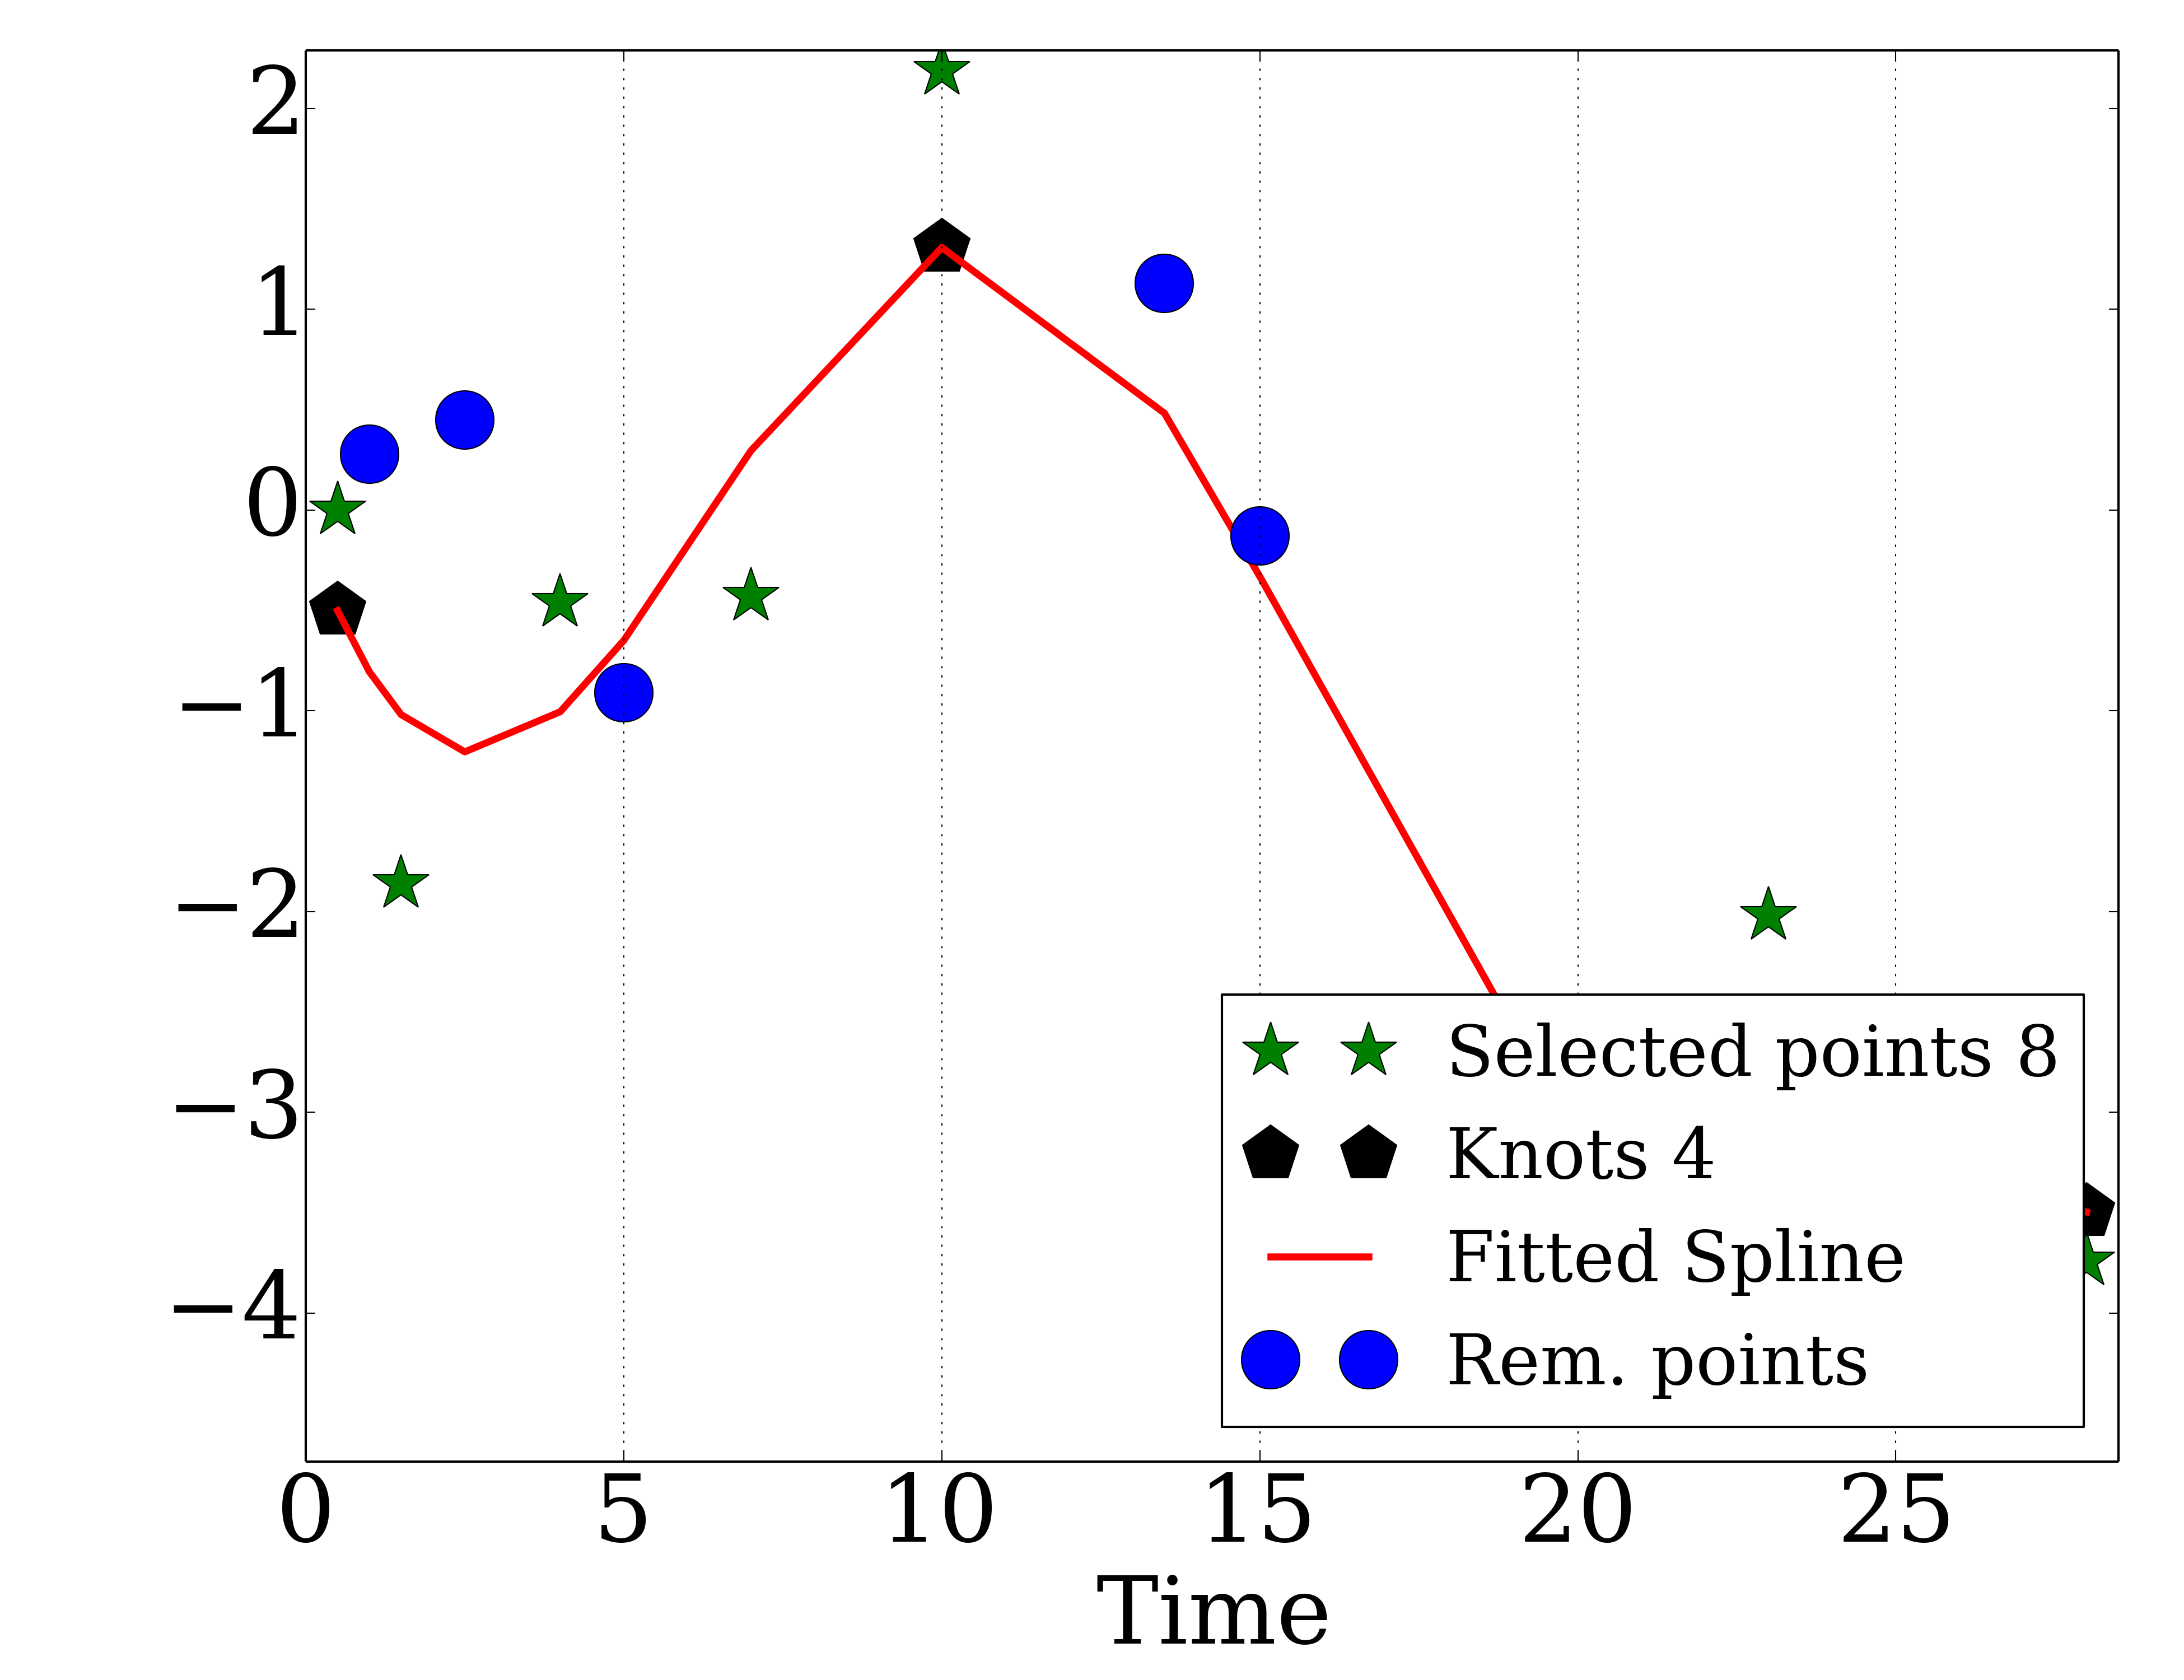 2
1
0
−1
−2
−3
−4
Selected points 8
Knots 4
Fitted Spline
Rem. points
0 5 10 15 20 25
Time